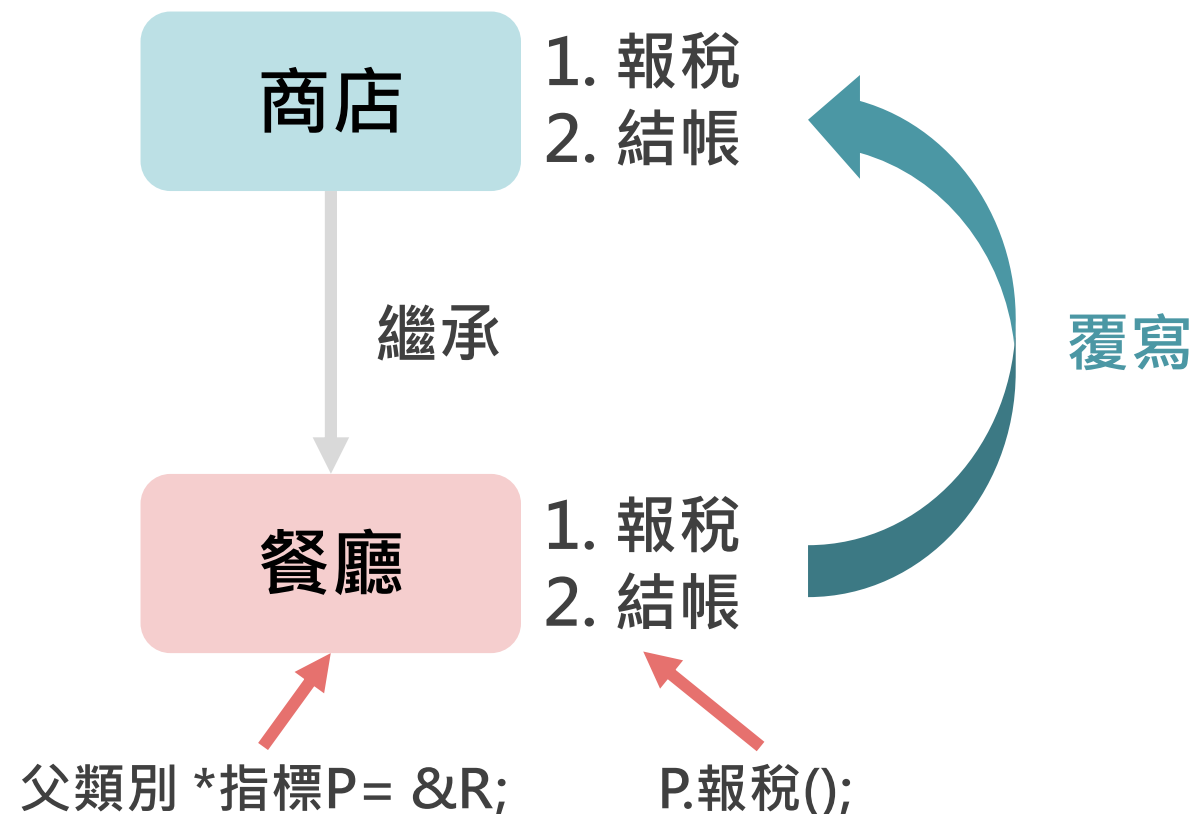 商店
1. 報稅
2. 結帳
繼承
覆寫
餐廳
1. 報稅
2. 結帳
父類別 *指標P= &R;
P.報稅();